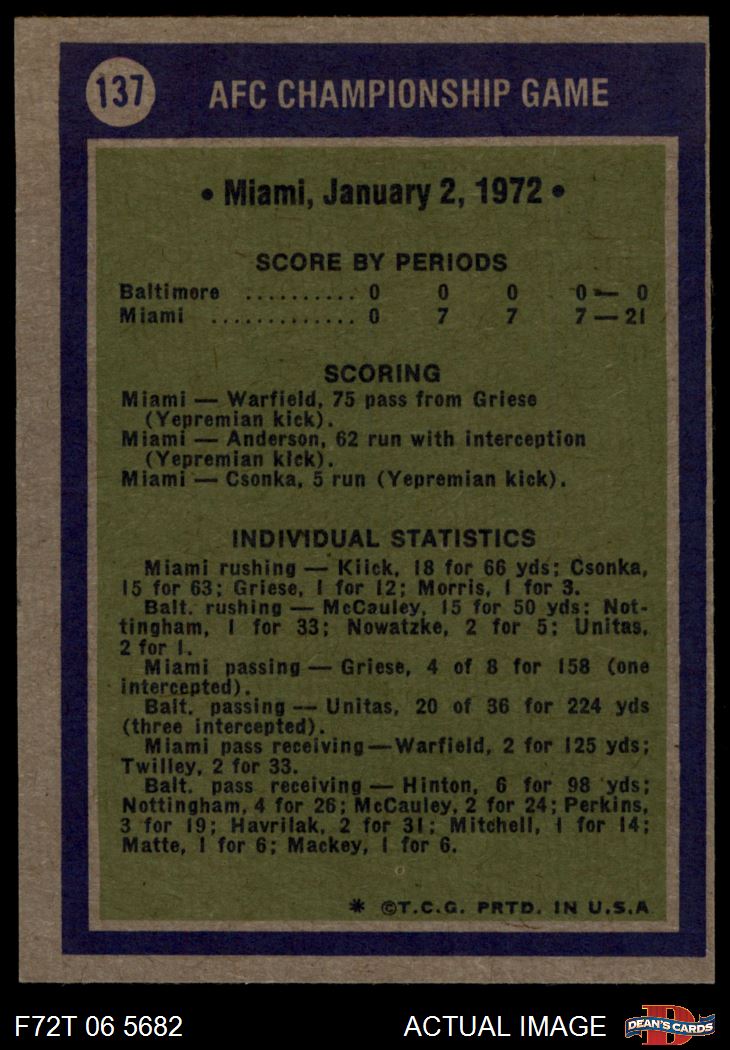 137
AFC CHAMPIONSHIP GAME
• Miami, January 2, 1972 •
SCORE BY PERIODS
Baltimore .......... 0 0 0 0 — 0
Miami ............. 0 7 7 7 — 21
SCORING
Miami — Warfield, 75 pass from Griese
(Yepremian kick).
Miami — Anderson, 62 run with interception
(Yepremian kick).
Miami — Csonka, 5 run (Yepremian kick).
INDIVIDUAL STATISTICS
Miami rushing — Kiick, 18 for 66 yds; Csonka,
15 for 63; Griese, 1 for 12; Morris, 1 for 3.
Balt. rushing — McCauley, 15 for 50 yds; Not-
tingham, 1 for 33; Nowatzke, 2 for 5; Unitas,
2 for 1.
Miami passing — Griese, 4 of 8 for 158 (one
intercepted).
Balt. passing — Unitas, 20 of 36 for 224 yds
(three intercepted).
Miami pass receiving — Warfield, 2 for 125 yds;
Twilley, 2 for 33.
Balt. pass receiving — Hinton, 6 for 98 yds;
Nottingham, 4 for 26; McCauley, 2 for 24; Perkins,
3 for 19; Havrilak, 2 for 31; Mitchell, 1 for 14;
Matte, 1 for 6; Mackey, 1 for 6.
* ©T.C.G. PRTD. IN U.S.A
F72T 06 5682
ACTUAL IMAGE
D
DEAN'S CARDS